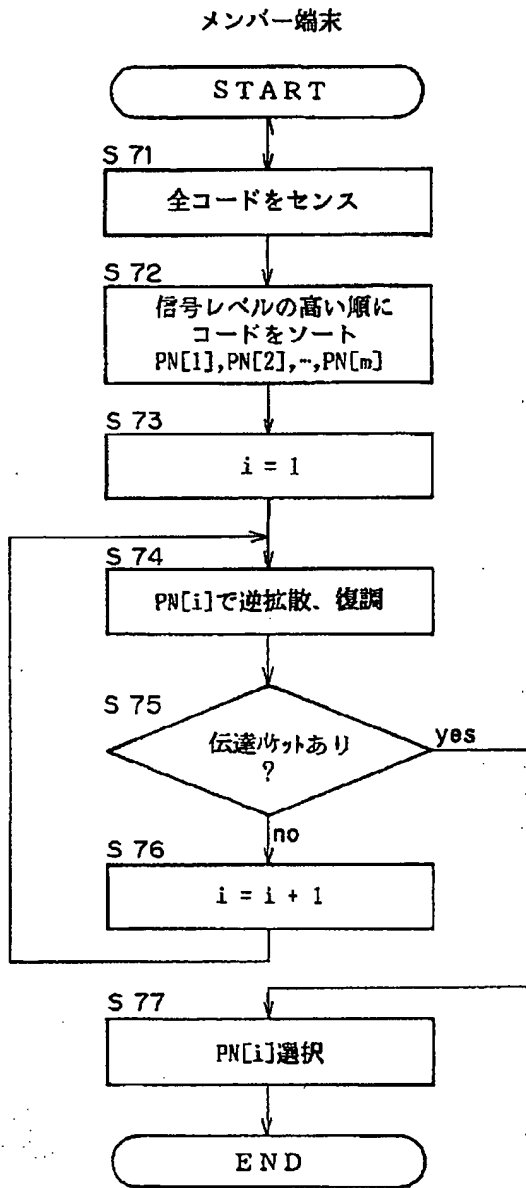 メンバー端末
START
S 71
全コードをセンス
S 72
信号レベルの高い順に
コードをソート
PN[1],PN[2],…,PN[m]
S 73
i = 1
S 74
PN[i]で逆拡散、復調
S 75
伝達パケットあり
?
yes
no
S 76
i = i + 1
S 77
PN[i]選択
END